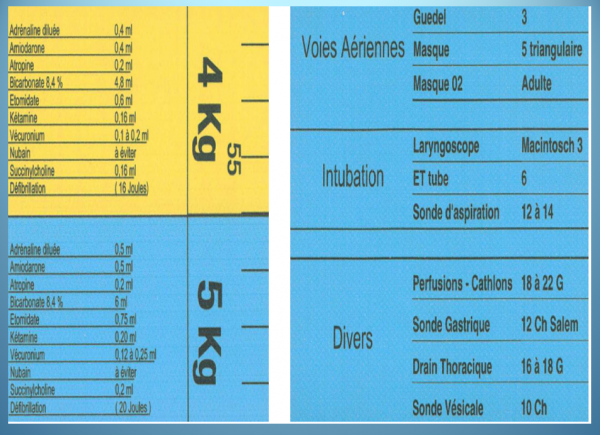 Adrénaline diluée 0,4 ml
Amiodarone 0,4 ml
Atropine 0,2 ml
Bicarbonate 8,4 % 4,8 ml
Etomidate 0,6 ml
Kétamine 0,16 ml
Vécuronium 0,1 à 0,2 ml
Nubain à éviter
Succinylcholine 0,16 ml
Défibrillation ( 16 Joules)
4 Kg
55
Adrénaline diluée 0,5 ml
Amiodarone 0,5 ml
Atropine 0,2 ml
Bicarbonate 8,4 % 6 ml
Etomidate 0,75 ml
Kétamine 0,20 ml
Vécuronium 0,12 à 0,25 ml
Nubain à éviter
Succinylcholine 0,2 ml
Défibrillation ( 20 Joules )
5 Kg
Voies Aériennes
Guedel 3
Masque 5 triangulaire
Masque 02 Adulte
Intubation
Laryngoscope Macintosch 3
ET tube 6
Sonde d'aspiration 12 à 14
Divers
Perfusions - Cathlons 18 à 22 G
Sonde Gastrique 12 Ch Salem
Drain Thoracique 16 à 18 G
Sonde Vésicale 10 Ch